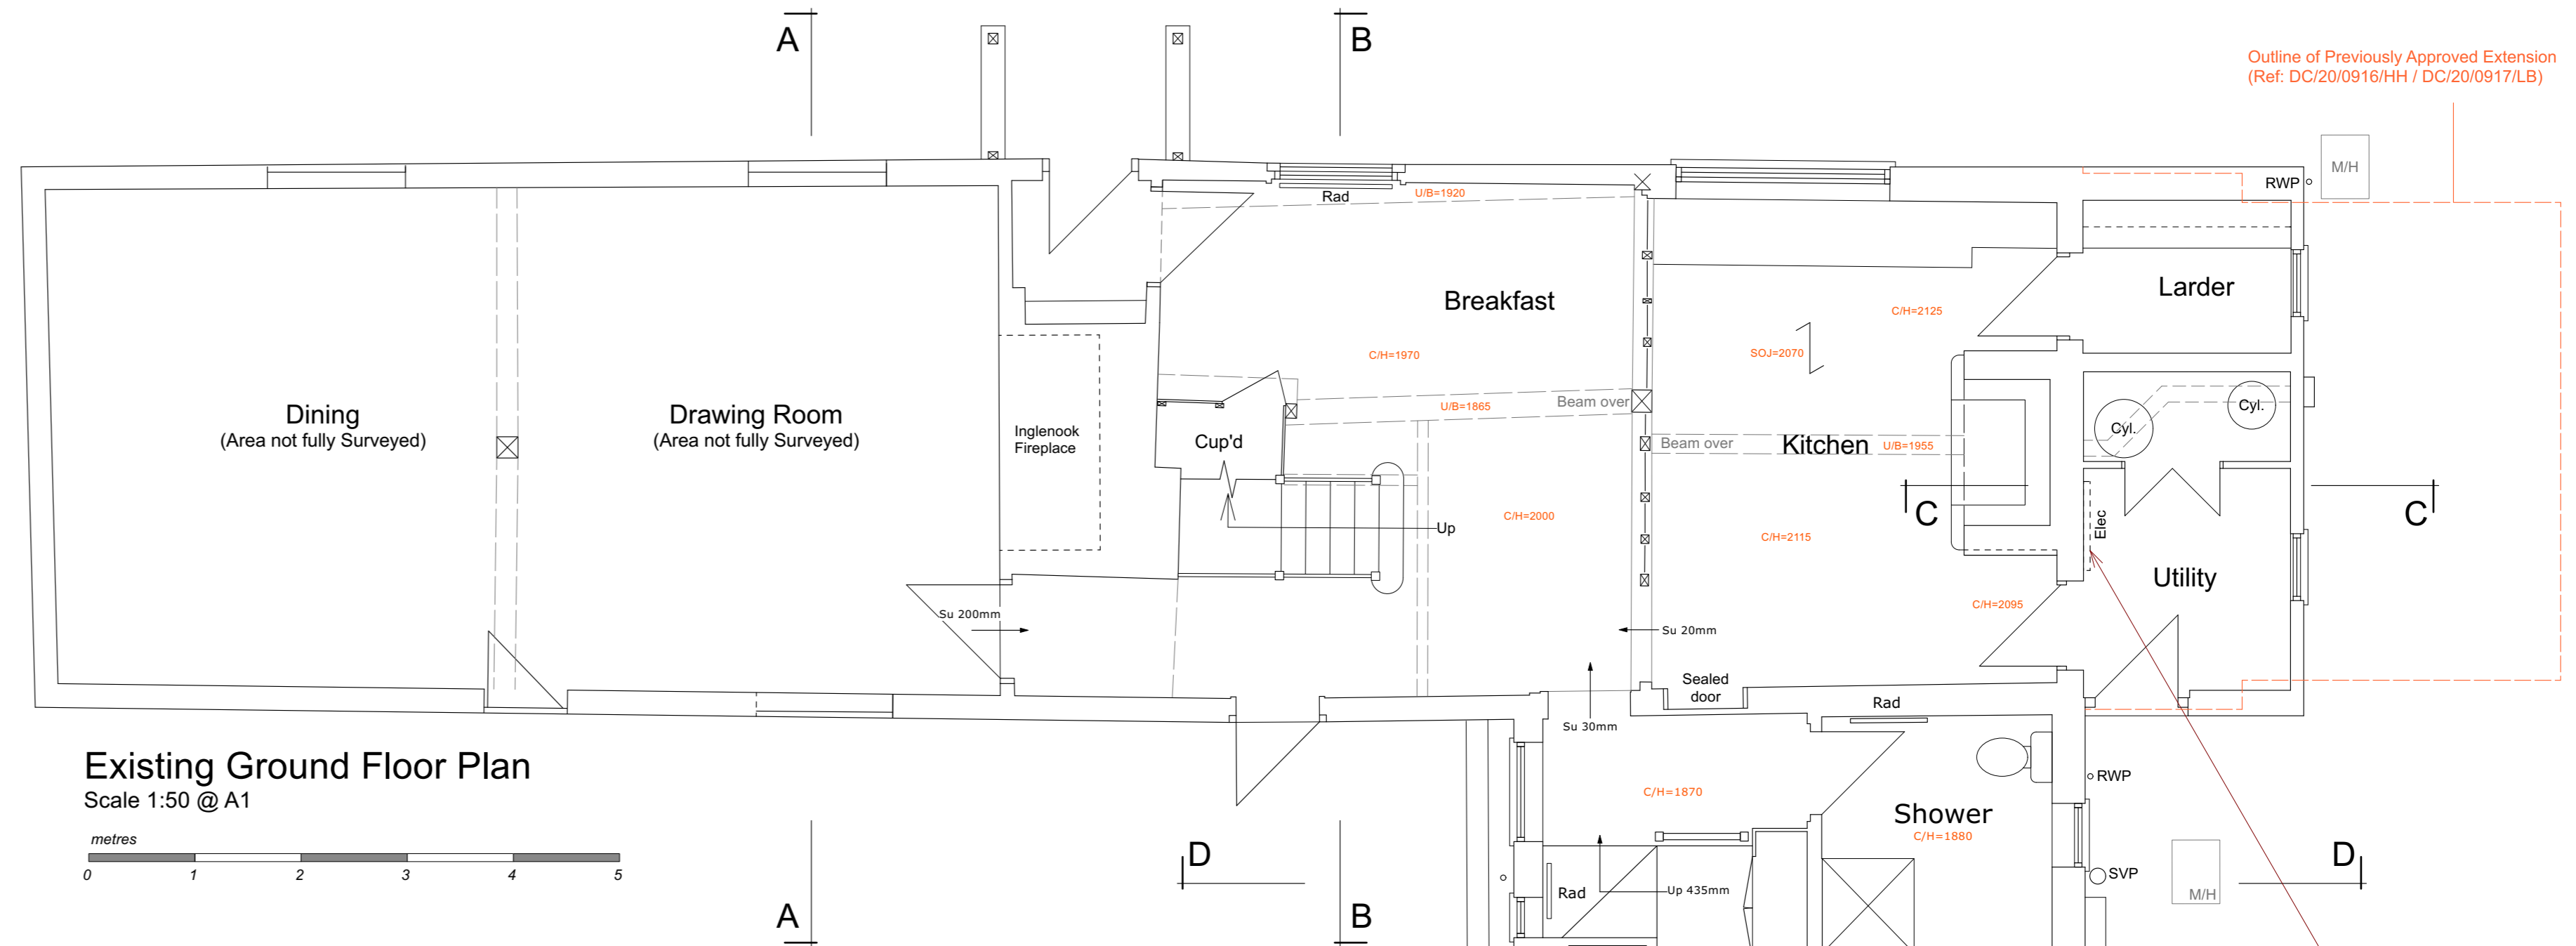 A
B
Outline of Previously Approved Extension
(Ref: DC/20/0916/HH / DC/20/0917/LB)
M/H
RWP
Rad
U/B=1920
Larder
Breakfast
C/H=2125
SOJ=2070
C/H=1970
Dining
(Area not fully Surveyed)
Drawing Room
(Area not fully Surveyed)
Inglenook
Fireplace
Cup'd
U/B=1865
Beam over
Beam over
Kitchen
U/B=1955
Cyl.
Cyl.
C
C
Up
C/H=2000
C/H=2115
Elec
Utility
C/H=2095
Su 200mm
Su 20mm
Sealed
door
Rad
Su 30mm
Existing Ground Floor Plan
Scale 1:50 @ A1
metres
0
1
2
3
4
5
RWP
C/H=1870
Shower
C/H=1880
D
D
SVP
M/H
Rad
Up 435mm
A
B